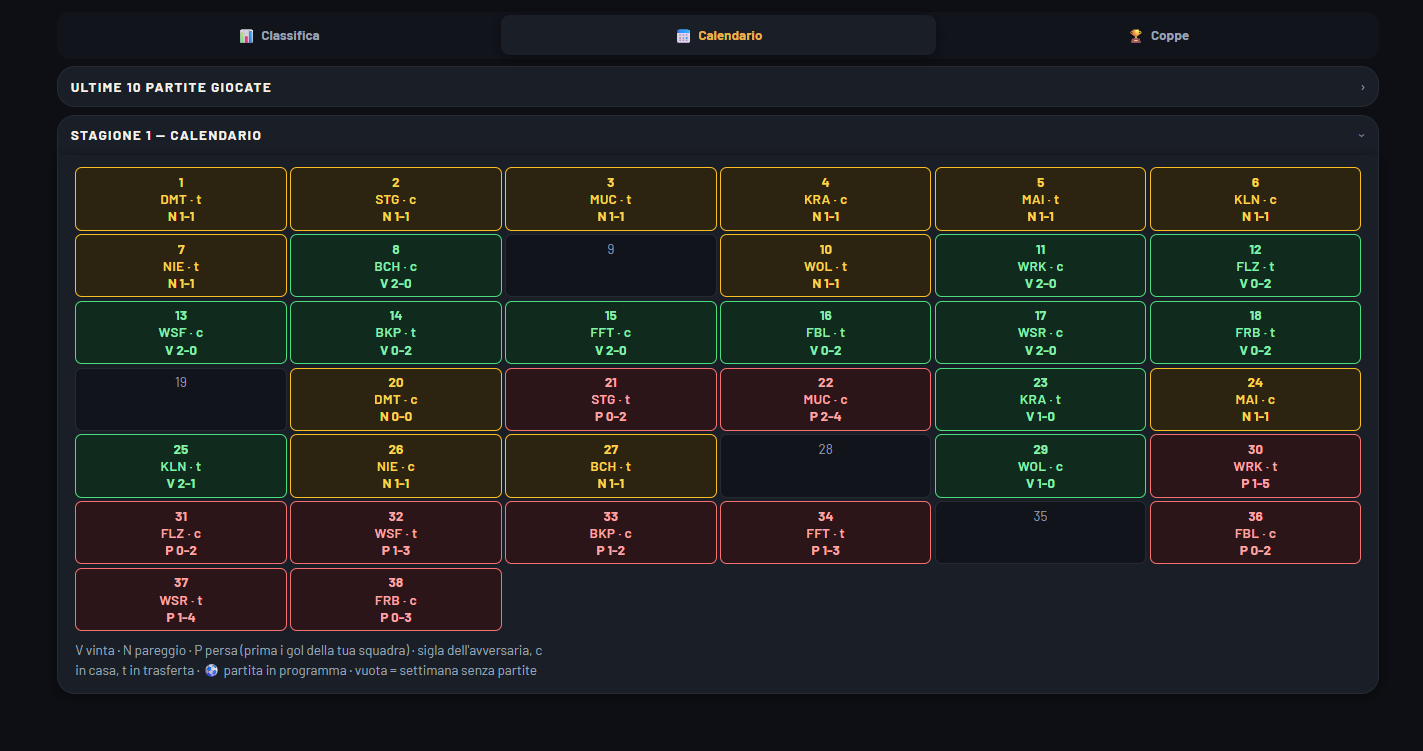 Classifica
Calendario
Coppe
ULTIME 10 PARTITE GIOCATE
STAGIONE 1 — CALENDARIO
1
DMT · t
N 1-1
2
STG · c
N 1-1
3
MUC · t
N 1-1
4
KRA · c
N 1-1
5
MAI · t
N 1-1
6
KLN · c
N 1-1
7
NIE · t
N 1-1
8
BCH · c
V 2-0
9
10
WOL · t
N 1-1
11
WRK · c
V 2-0
12
FLZ · t
V 0-2
13
WSF · c
V 2-0
14
BKP · t
V 0-2
15
FFT · c
V 2-0
16
FBL · t
V 0-2
17
WSR · c
V 2-0
18
FRB · t
V 0-2
19
20
DMT · c
N 0-0
21
STG · t
P 0-2
22
MUC · c
P 2-4
23
KRA · t
V 1-0
24
MAI · c
N 1-1
25
KLN · t
V 2-1
26
NIE · c
N 1-1
27
BCH · t
N 1-1
28
29
WOL · c
V 1-0
30
WRK · t
P 1-5
31
FLZ · c
P 0-2
32
WSF · t
P 1-3
33
BKP · c
P 1-2
34
FFT · t
P 1-3
35
36
FBL · c
P 0-2
37
WSR · t
P 1-4
38
FRB · c
P 0-3
V vinta · N pareggio · P persa (prima i gol della tua squadra) · sigla dell'avversaria, c
in casa, t in trasferta · ⚽ partita in programma · vuota = settimana senza partite